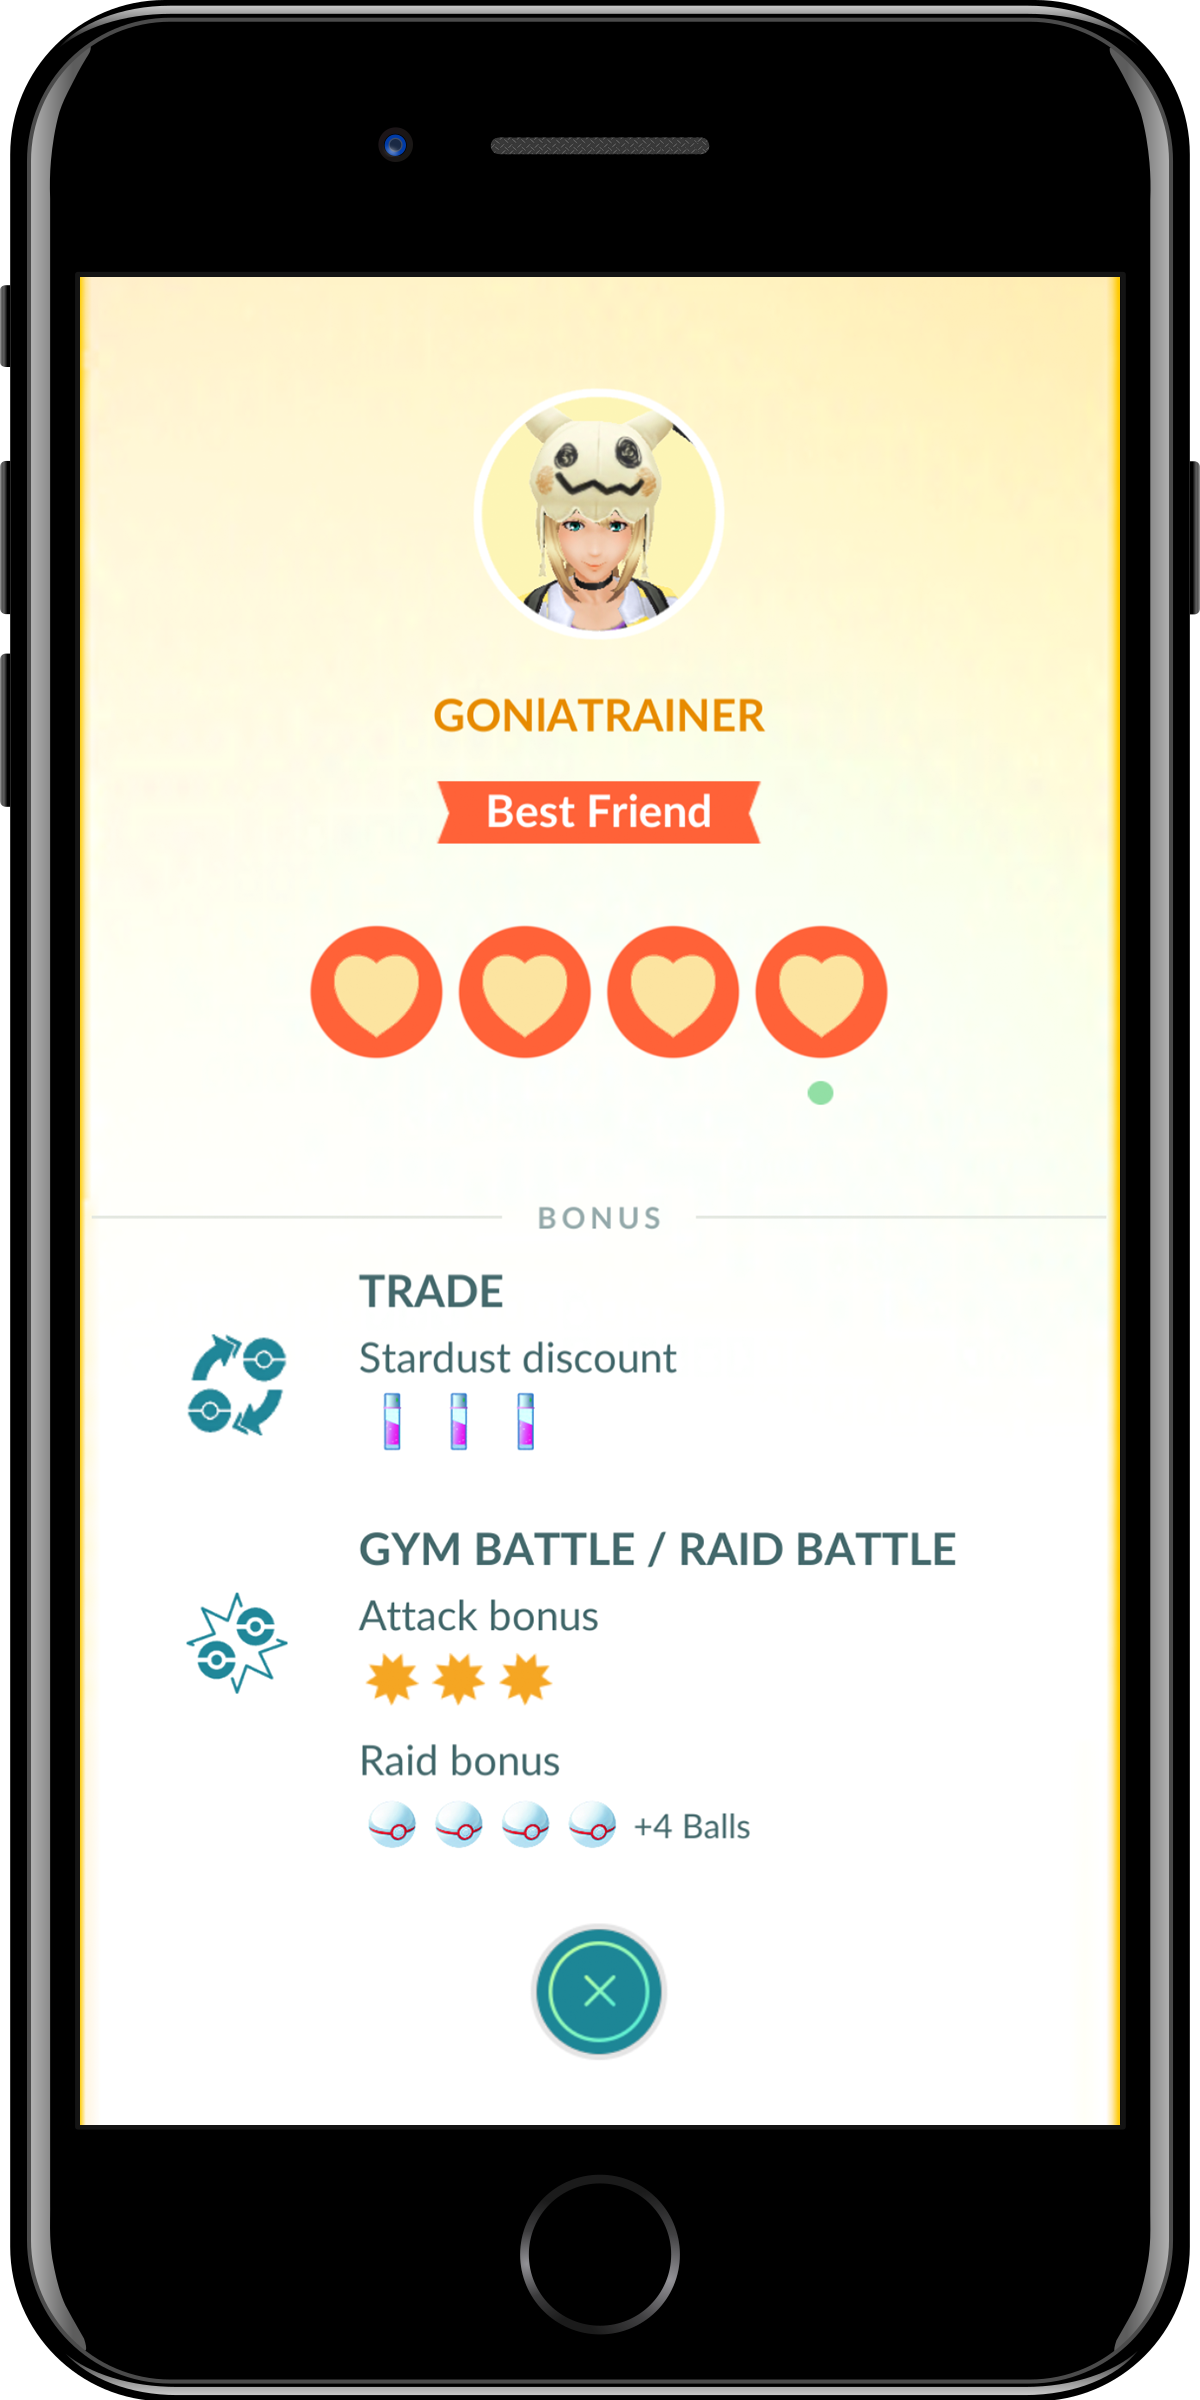 GONIATRAINER
Best Friend
BONUS
TRADE
Stardust discount
GYM BATTLE / RAID BATTLE
Attack bonus
Raid bonus
+4 Balls